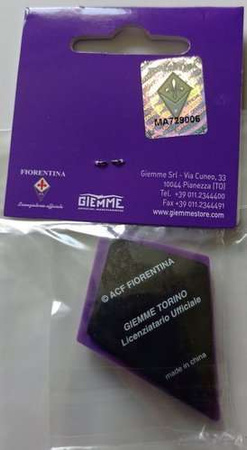 MA729006
FIORENTINA
Licenziatario ufficiale
GIEMME
Giemme Srl - Via Cuneo, 33
10044 Pianezza (TO)
Tel +39 011.2344400
Fax +39 011.2344491
www.giemmestore.com
© ACF FIORENTINA
GIEMME TORINO
Licenziatario Ufficiale
made in china